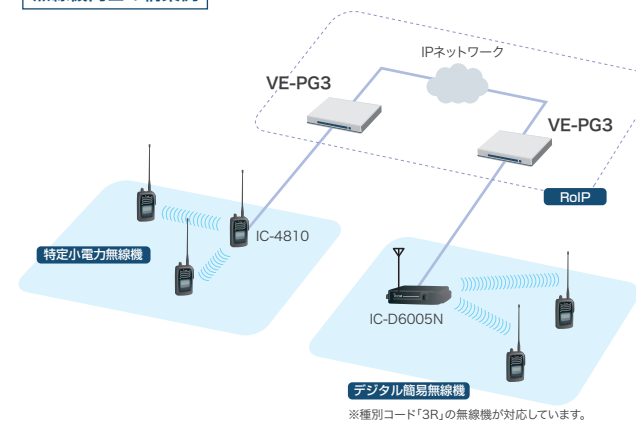 IPネットワーク
VE-PG3
VE-PG3
RoIP
IC-4810
特定小電力無線機
IC-D6005N
デジタル簡易無線機
※種別コード「3R」の無線機が対応しています。